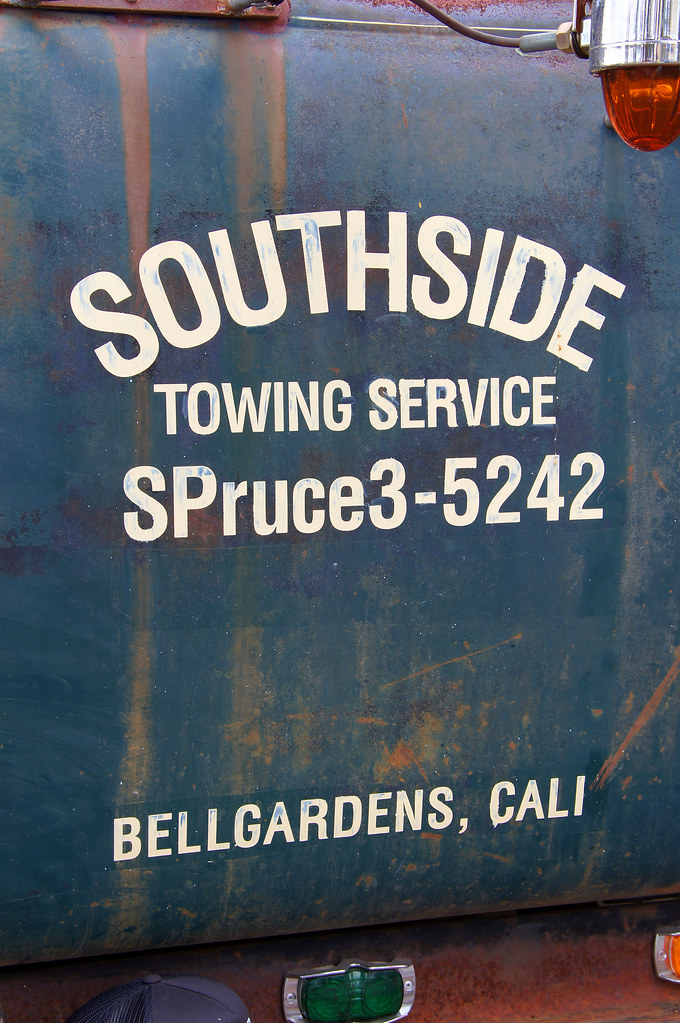 SOUTHSIDE
TOWING SERVICE
SPruce3-5242
BELLGARDENS, CALI